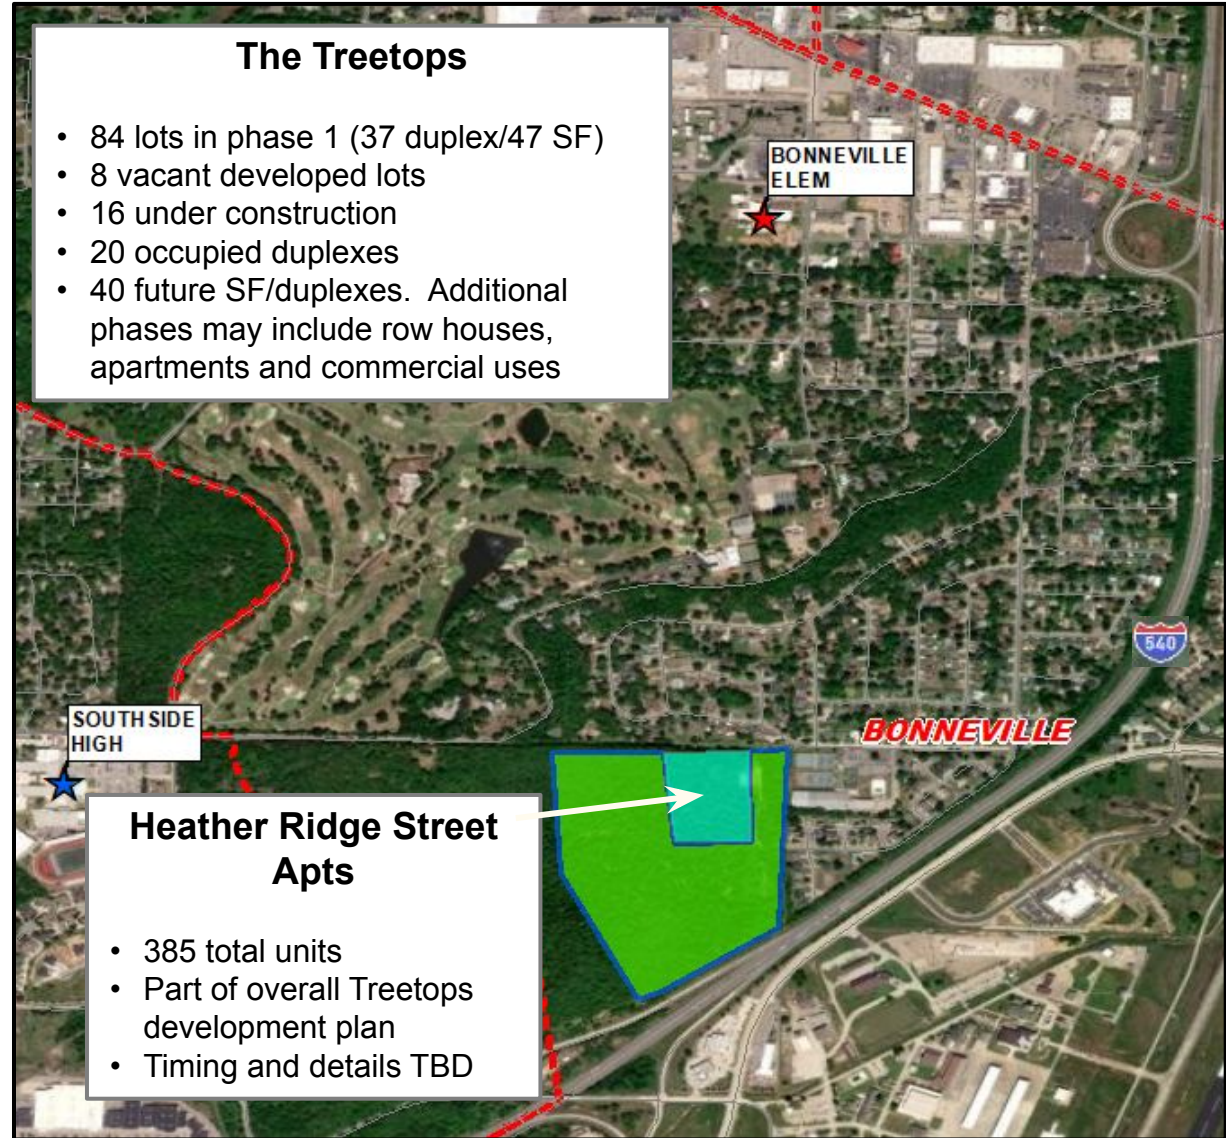 The Treetops
• 84 lots in phase 1 (37 duplex/47 SF)
• 8 vacant developed lots
• 16 under construction
• 20 occupied duplexes
• 40 future SF/duplexes.  Additional
phases may include row houses,
apartments and commercial uses
BONNEVILLE
ELEM
540
SOUTHSIDE
HIGH
BONNEVILLE
Heather Ridge Street
Apts
• 385 total units
• Part of overall Treetops
development plan
• Timing and details TBD